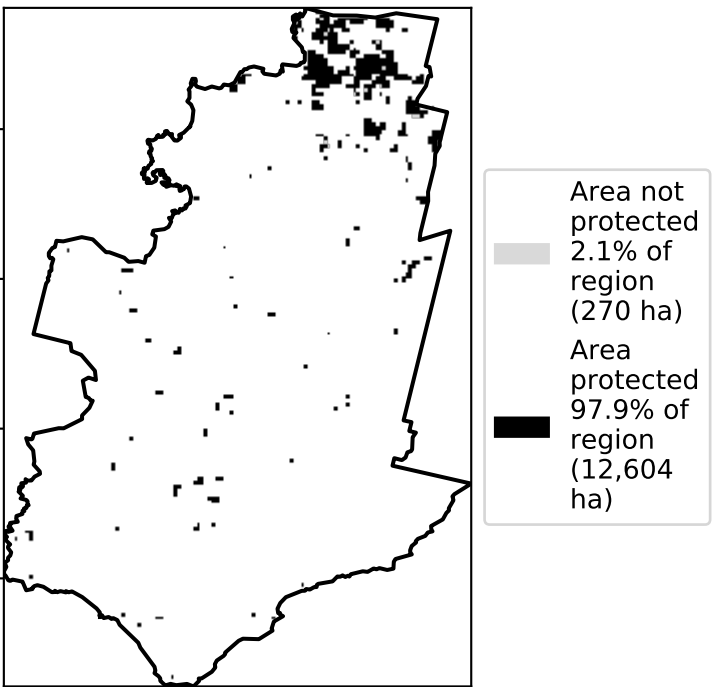 Area not
protected
2.1% of
region
(270 ha)
Area
protected
97.9% of
region
(12,604
ha)